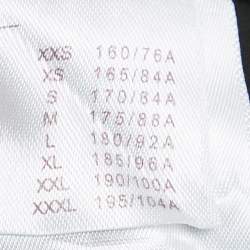 XXS 160/76A
XS 165/84A
S 170/84A
M 175/88A
L 180/92A
XL 185/96A
XXL 190/100A
XXXL 195/104A